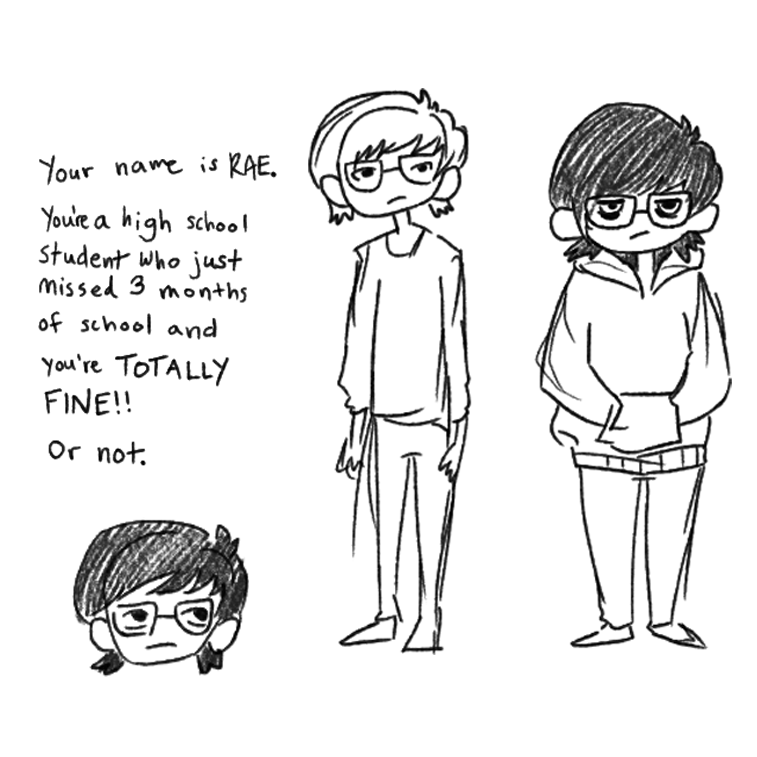 Your name is RAE.
You're a high school
student who just
missed 3 months
of school and
you're TOTALLY
FINE!!
Or not.